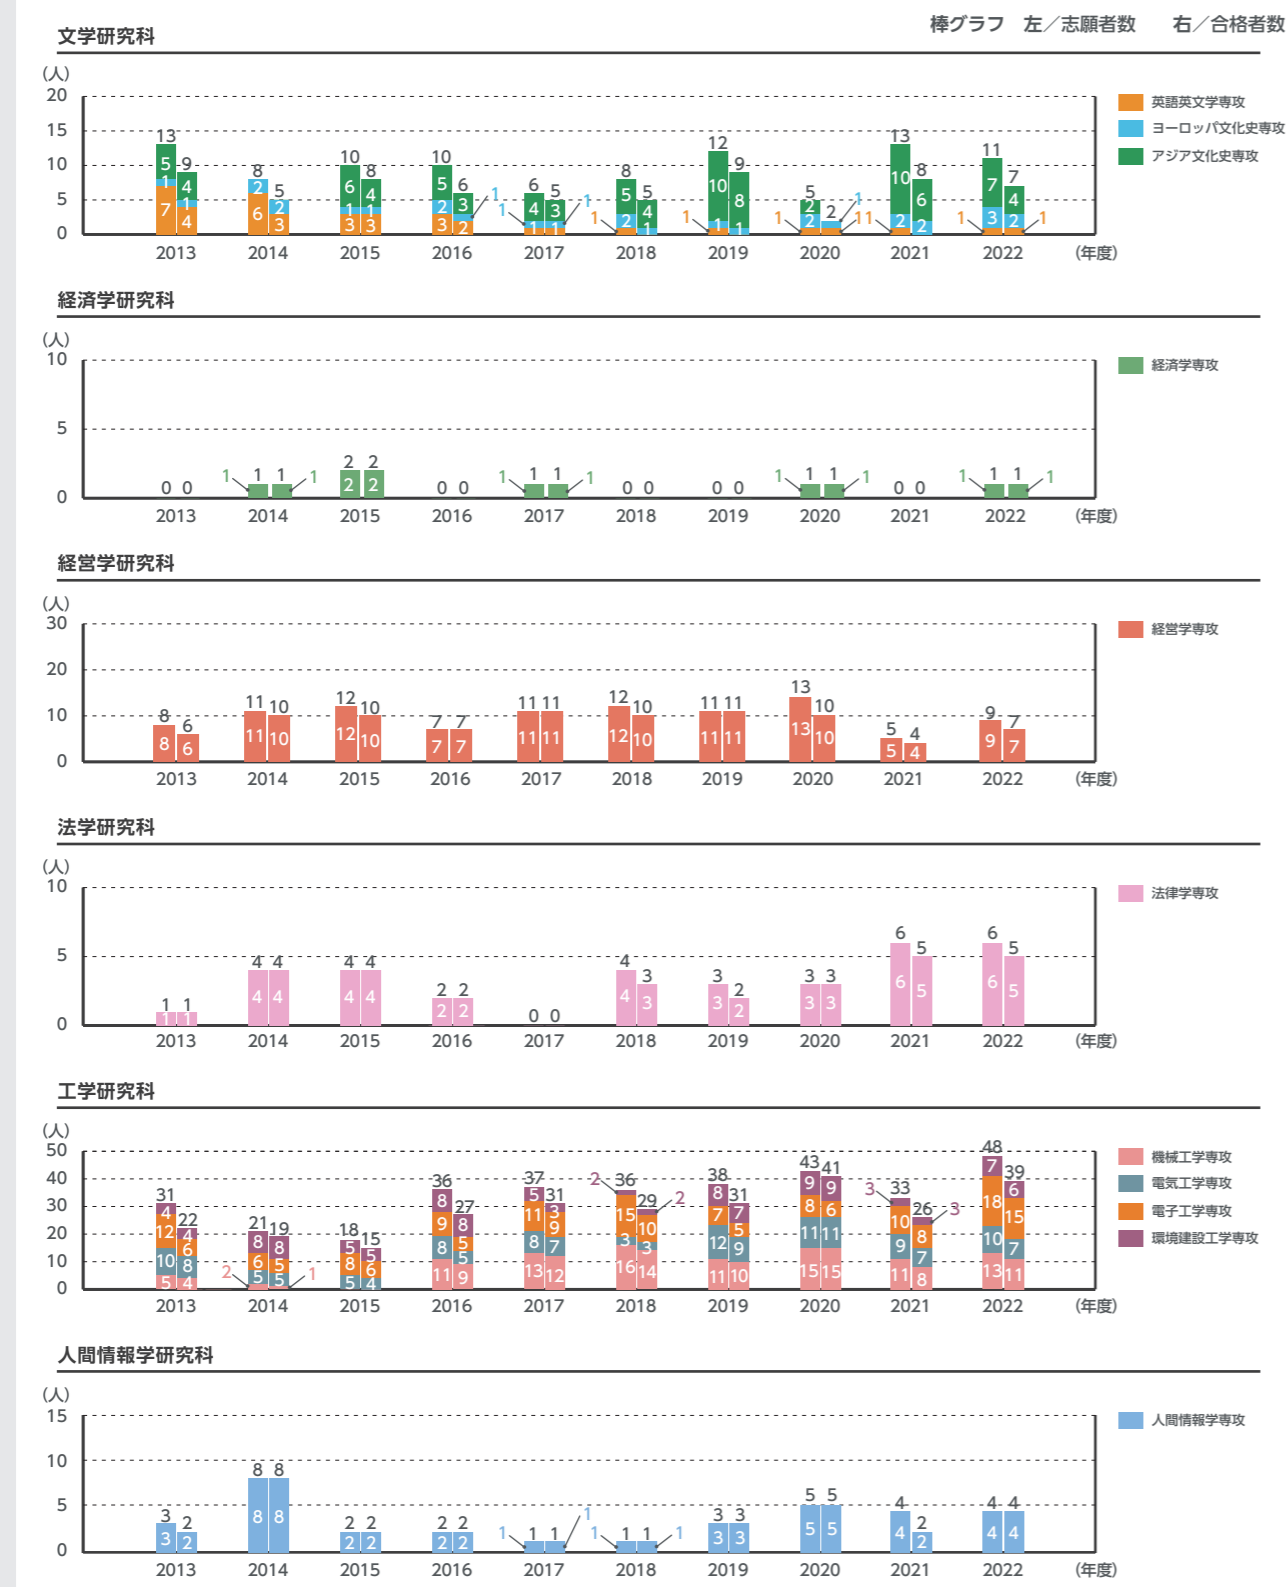 棒グラフ 左／志願者数 右／合格者数
文学研究科
（人）
20
15
10
5
0
13 9 8 5 10 8 10 6 6 5 8 5 12 9 5 2 13 8 11 7
5 4 2 2 6 4 5 3 4 3 5 4 10 8 2 1 10 6 7 4
1 1 6 3 1 1 2 1 1 1 2 1 1 1 2 1 2 2 3 2
7 4 3 3 3 2 1 1 1 1 1 1 1 1
2013 2014 2015 2016 2017 2018 2019 2020 2021 2022 （年度）
英語英文学専攻
ヨーロッパ文化史専攻
アジア文化史専攻
経済学研究科
（人）
10
5
0
0 0 1 1 2 2 0 0 1 1 0 0 0 0 1 1 0 0 1 1
1 1 2 2 1 1 1 1 1 1
2013 2014 2015 2016 2017 2018 2019 2020 2021 2022 （年度）
経済学専攻
経営学研究科
（人）
30
20
10
0
8 6 11 10 12 10 7 7 11 11 12 10 11 11 13 10 5 4 9 7
8 6 11 10 12 10 7 7 11 11 12 10 11 11 13 10 5 4 9 7
2013 2014 2015 2016 2017 2018 2019 2020 2021 2022 （年度）
経営学専攻
法学研究科
（人）
10
5
0
1 1 4 4 4 4 2 2 0 0 4 3 3 2 3 3 6 5 6 5
1 1 4 4 4 4 2 2 4 3 3 2 3 3 6 5 6 5
2013 2014 2015 2016 2017 2018 2019 2020 2021 2022 （年度）
法律学専攻
工学研究科
（人）
50
40
30
20
10
0
31 22 21 19 18 15 36 27 37 31 36 29 38 31 43 41 33 26 48 39
4 4 8 8 5 5 8 8 5 3 2 2 8 7 9 9 3 3 7 6
12 6 6 5 8 6 9 5 11 9 15 10 7 5 8 6 10 8 18 15
10 8 5 5 5 4 8 5 8 7 3 3 12 9 11 11 9 7 10 7
5 4 2 1 11 9 13 12 16 14 11 10 15 15 11 8 13 11
2013 2014 2015 2016 2017 2018 2019 2020 2021 2022 （年度）
機械工学専攻
電気工学専攻
電子工学専攻
環境建設工学専攻
人間情報学研究科
（人）
15
10
5
0
3 2 8 8 2 2 2 2 1 1 1 1 3 3 5 5 4 2 4 4
3 2 8 8 2 2 2 2 1 1 1 1 3 3 5 5 4 2 4 4
2013 2014 2015 2016 2017 2018 2019 2020 2021 2022 （年度）
人間情報学専攻